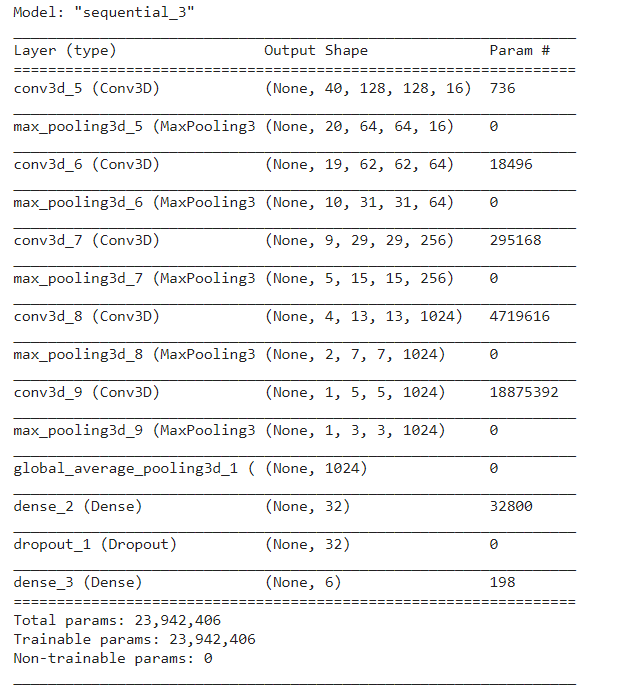 Model: "sequential_3"
Layer (type) Output Shape Param #
conv3d_5 (Conv3D) (None, 40, 128, 128, 16) 736
max_pooling3d_5 (MaxPooling3 (None, 20, 64, 64, 16) 0
conv3d_6 (Conv3D) (None, 19, 62, 62, 64) 18496
max_pooling3d_6 (MaxPooling3 (None, 10, 31, 31, 64) 0
conv3d_7 (Conv3D) (None, 9, 29, 29, 256) 295168
max_pooling3d_7 (MaxPooling3 (None, 5, 15, 15, 256) 0
conv3d_8 (Conv3D) (None, 4, 13, 13, 1024) 4719616
max_pooling3d_8 (MaxPooling3 (None, 2, 7, 7, 1024) 0
conv3d_9 (Conv3D) (None, 1, 5, 5, 1024) 18875392
max_pooling3d_9 (MaxPooling3 (None, 1, 3, 3, 1024) 0
global_average_pooling3d_1 ( (None, 1024) 0
dense_2 (Dense) (None, 32) 32800
dropout_1 (Dropout) (None, 32) 0
dense_3 (Dense) (None, 6) 198
Total params: 23,942,406
Trainable params: 23,942,406
Non-trainable params: 0